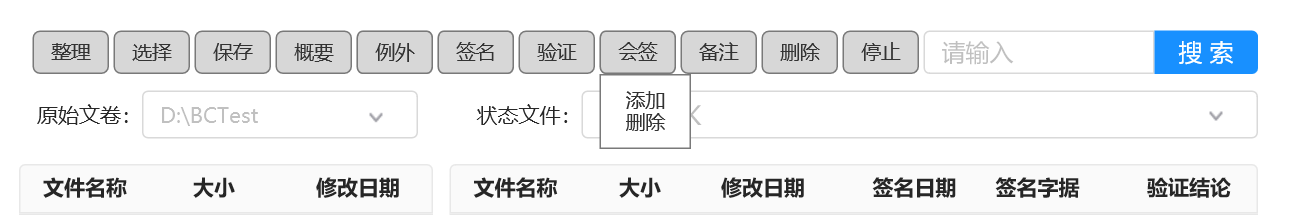 整理 选择 保存 概要 例外 签名 验证 会签 备注 删除 停止 请输入 搜 索
添加
删除
原始文卷： D:\BCTest 状态文件：
文件名称 大小 修改日期 文件名称 大小 修改日期 签名日期 签名字据 验证结论